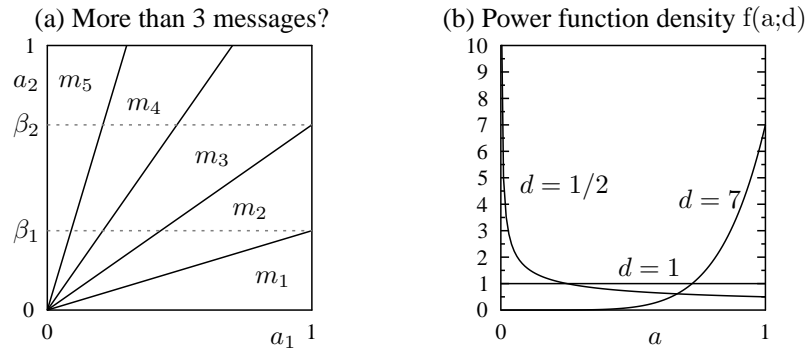 (a) More than 3 messages?
1
a₂
β₂
β₁
0
m₅
m₄
m₃
m₂
m₁
0
a₁
1
(b) Power function density f(a;d)
10
9
8
7
6
5
4
3
2
1
0
d = 1/2
d = 7
d = 1
0
a
1